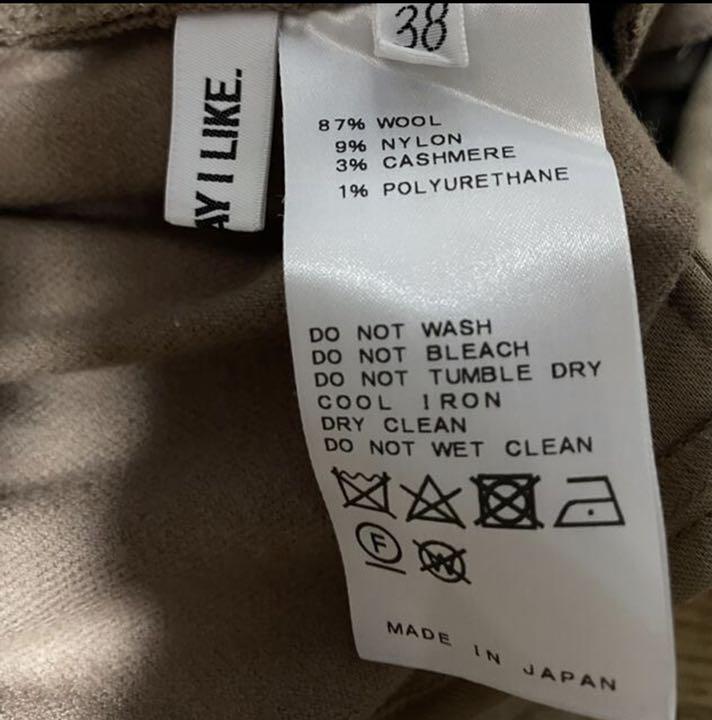 38
AY I LIKE.
87% WOOL
9% NYLON
3% CASHMERE
1% POLYURETHANE
DO NOT WASH
DO NOT BLEACH
DO NOT TUMBLE DRY
COOL IRON
DRY CLEAN
DO NOT WET CLEAN
F
W
MADE IN JAPAN